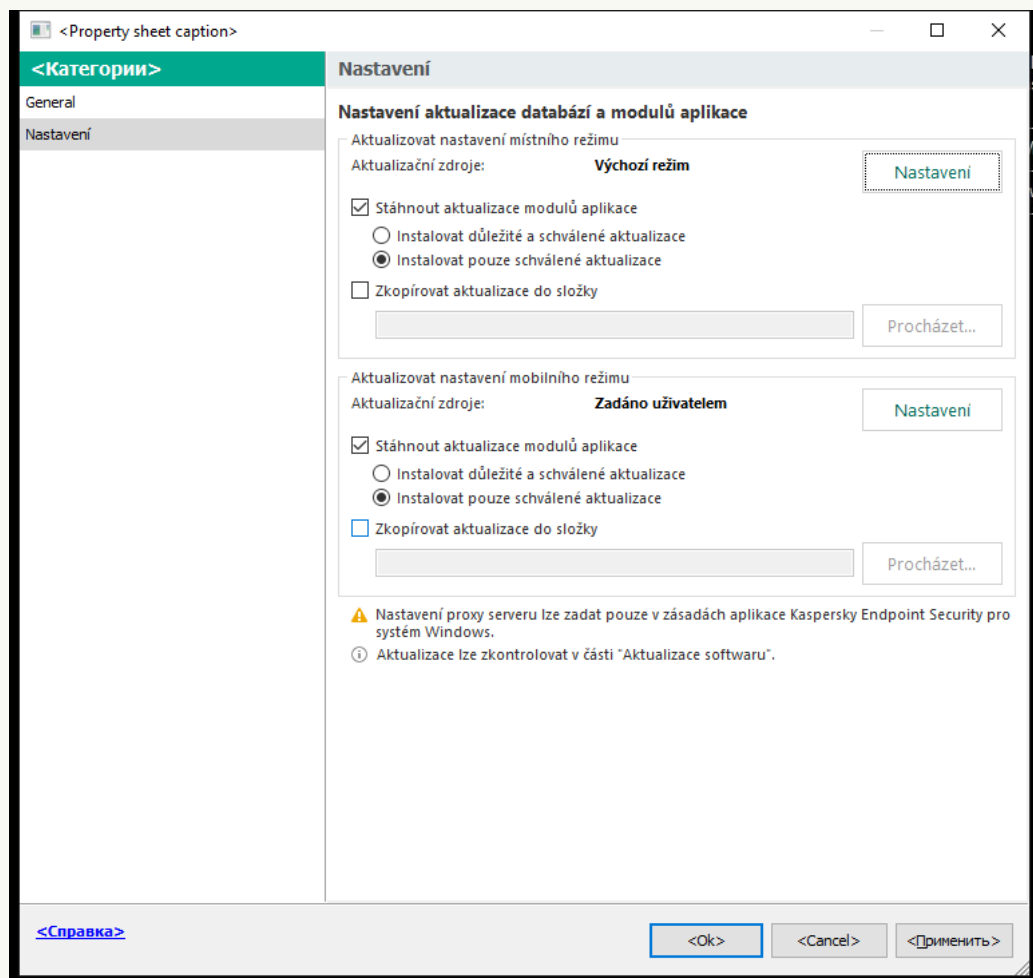 <Property sheet caption>
<Категории>
General
Nastavení
Nastavení
Nastavení aktualizace databází a modulů aplikace
Aktualizovat nastavení místního režimu
Aktualizační zdroje: Výchozí režim Nastavení
Stáhnout aktualizace modulů aplikace
Instalovat důležité a schválené aktualizace
Instalovat pouze schválené aktualizace
Zkopírovat aktualizace do složky
Procházet...
Aktualizovat nastavení mobilního režimu
Aktualizační zdroje: Zadáno uživatelem Nastavení
Stáhnout aktualizace modulů aplikace
Instalovat důležité a schválené aktualizace
Instalovat pouze schválené aktualizace
Zkopírovat aktualizace do složky
Procházet...
Nastavení proxy serveru lze zadat pouze v zásadách aplikace Kaspersky Endpoint Security pro
systém Windows.
Aktualizace lze zkontrolovat v části "Aktualizace softwaru".
<Справка> <Ok> <Cancel> <Применить>